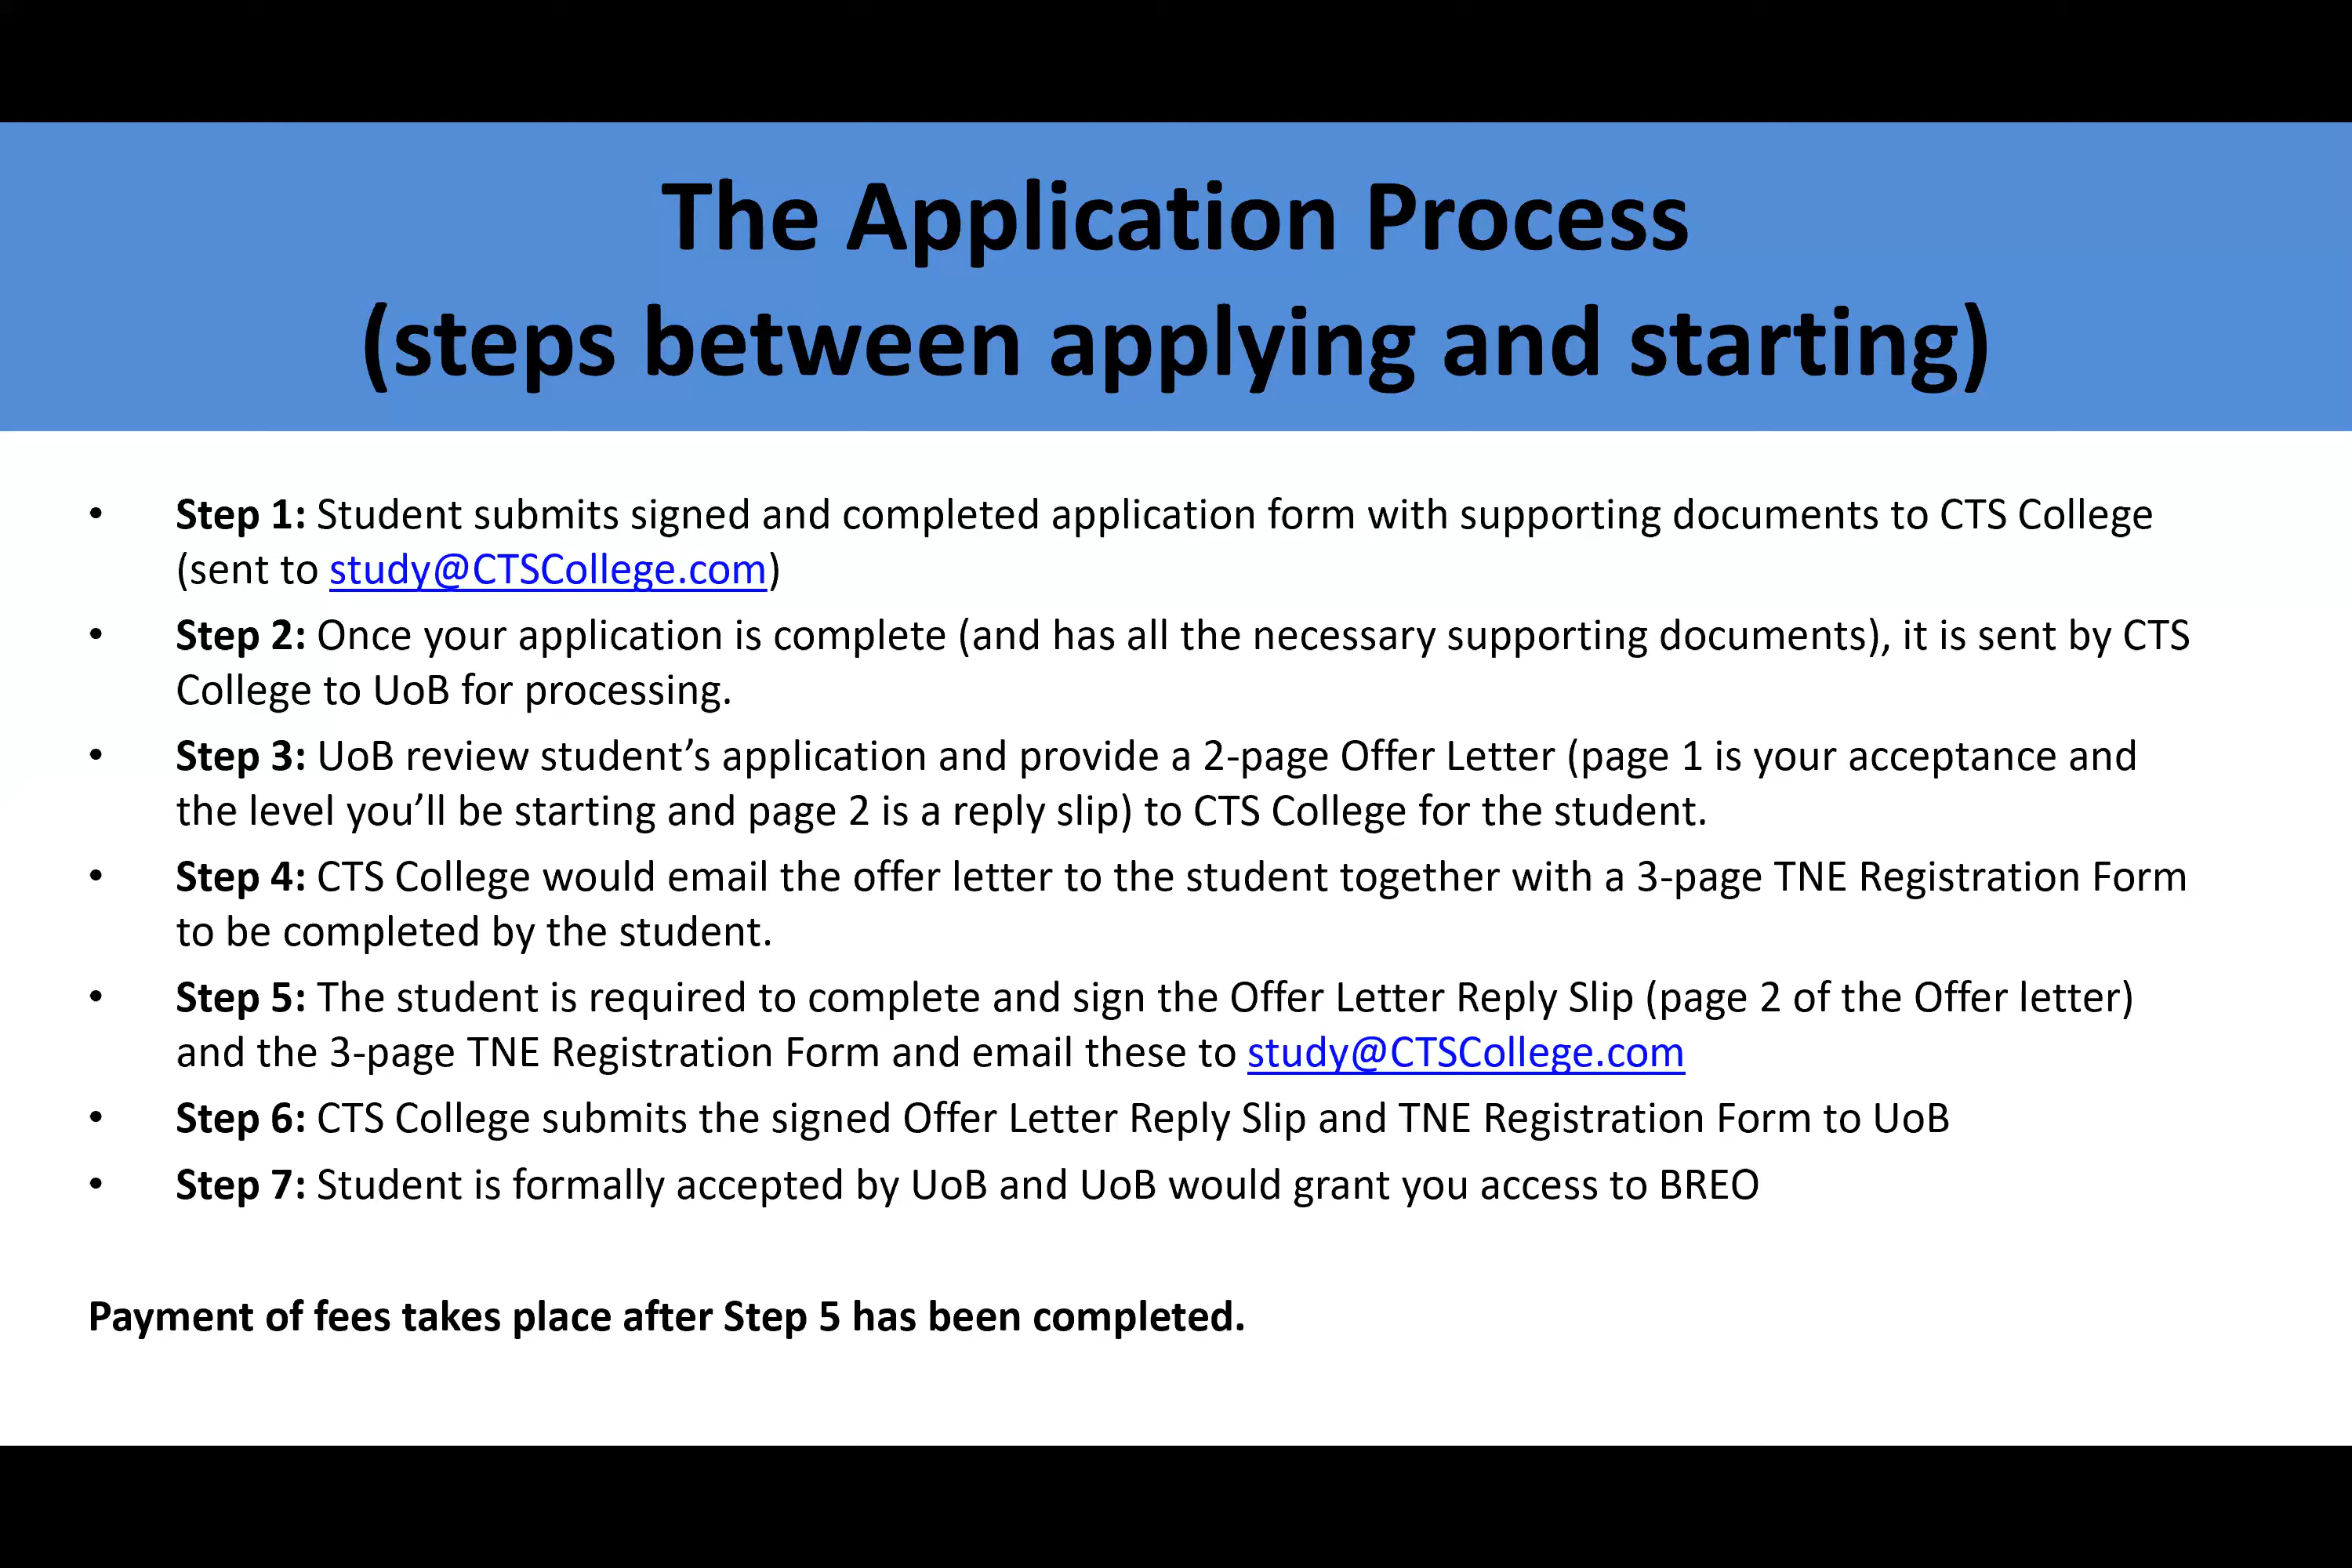 The Application Process
(steps between applying and starting)
• Step 1: Student submits signed and completed application form with supporting documents to CTS College
(sent to study@CTSCollege.com)
• Step 2: Once your application is complete (and has all the necessary supporting documents), it is sent by CTS
College to UoB for processing.
• Step 3: UoB review student’s application and provide a 2-page Offer Letter (page 1 is your acceptance and
the level you’ll be starting and page 2 is a reply slip) to CTS College for the student.
• Step 4: CTS College would email the offer letter to the student together with a 3-page TNE Registration Form
to be completed by the student.
• Step 5: The student is required to complete and sign the Offer Letter Reply Slip (page 2 of the Offer letter)
and the 3-page TNE Registration Form and email these to study@CTSCollege.com
• Step 6: CTS College submits the signed Offer Letter Reply Slip and TNE Registration Form to UoB
• Step 7: Student is formally accepted by UoB and UoB would grant you access to BREO
Payment of fees takes place after Step 5 has been completed.